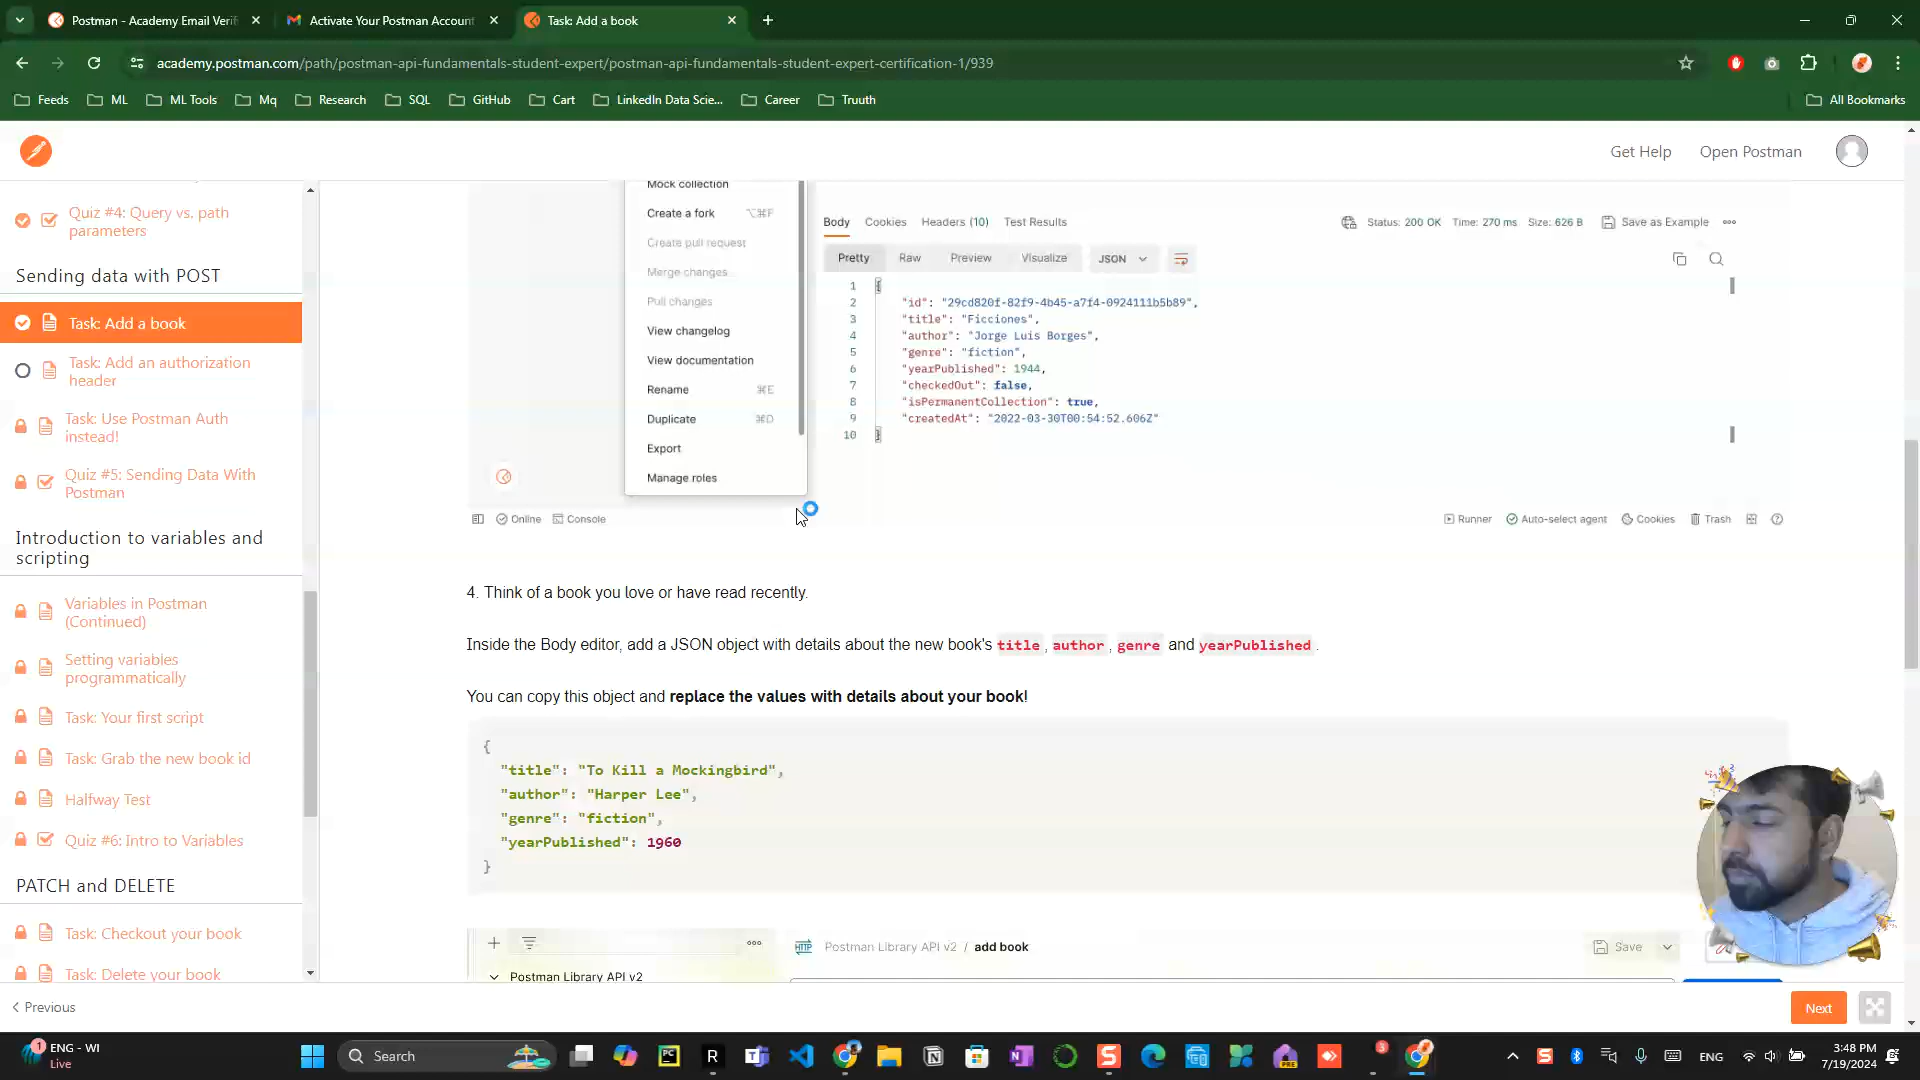 Postman - Academy Email Verif
Activate Your Postman Account
Task: Add a book
academy.postman.com/path/postman-api-fundamentals-student-expert/postman-api-fundamentals-student-expert-certification-1/939
Feeds
ML
ML Tools
Mq
Research
SQL
GitHub
Cart
LinkedIn Data Scie...
Career
Truuth
All Bookmarks
Get Help
Open Postman
Quiz #4: Query vs. path
parameters
Sending data with POST
Task: Add a book
Task: Add an authorization
header
Task: Use Postman Auth
instead!
Quiz #5: Sending Data With
Postman
Introduction to variables and
scripting
Variables in Postman
(Continued)
Setting variables
programmatically
Task: Your first script
Task: Grab the new book id
Halfway Test
Quiz #6: Intro to Variables
PATCH and DELETE
Task: Checkout your book
Task: Delete your book
Mock collection
Create a fork ⌥⌘F
Create pull request
Merge changes
Pull changes
View changelog
View documentation
Rename ⌘E
Duplicate ⌘D
Export
Manage roles
Body Cookies Headers (10) Test Results
Status: 200 OK Time: 270 ms Size: 626 B Save as Example
Pretty Raw Preview Visualize JSON
1 {
2 "id": "29cd820f-82f9-4b45-a7f4-0924111b5b89",
3 "title": "Ficciones",
4 "author": "Jorge Luis Borges",
5 "genre": "fiction",
6 "yearPublished": 1944,
7 "checkedOut": false,
8 "isPermanentCollection": true,
9 "createdAt": "2022-03-30T00:54:52.606Z"
10 }
Online Console
Runner Auto-select agent Cookies Trash
4. Think of a book you love or have read recently.
Inside the Body editor, add a JSON object with details about the new book's title, author, genre and yearPublished.
You can copy this object and replace the values with details about your book!
{
"title": "To Kill a Mockingbird",
"author": "Harper Lee",
"genre": "fiction",
"yearPublished": 1960
}
HTTP Postman Library API v2 / add book
Save
Postman Library API v2
Previous
Next
1
ENG - WI
Live
Search
PRE
3
ENG
3:48 PM
7/19/2024